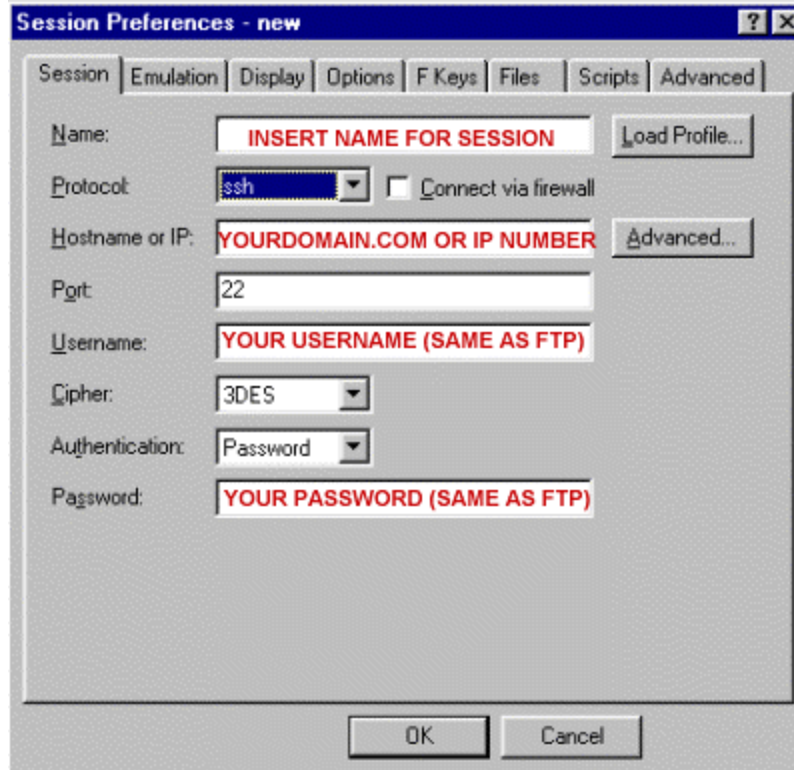 Session Preferences - new
Session Emulation Display Options F Keys Files Scripts Advanced
Name: INSERT NAME FOR SESSION Load Profile...
Protocol: ssh Connect via firewall
Hostname or IP: YOURDOMAIN.COM OR IP NUMBER Advanced...
Port: 22
Username: YOUR USERNAME (SAME AS FTP)
Cipher: 3DES
Authentication: Password
Password: YOUR PASSWORD (SAME AS FTP)
OK Cancel